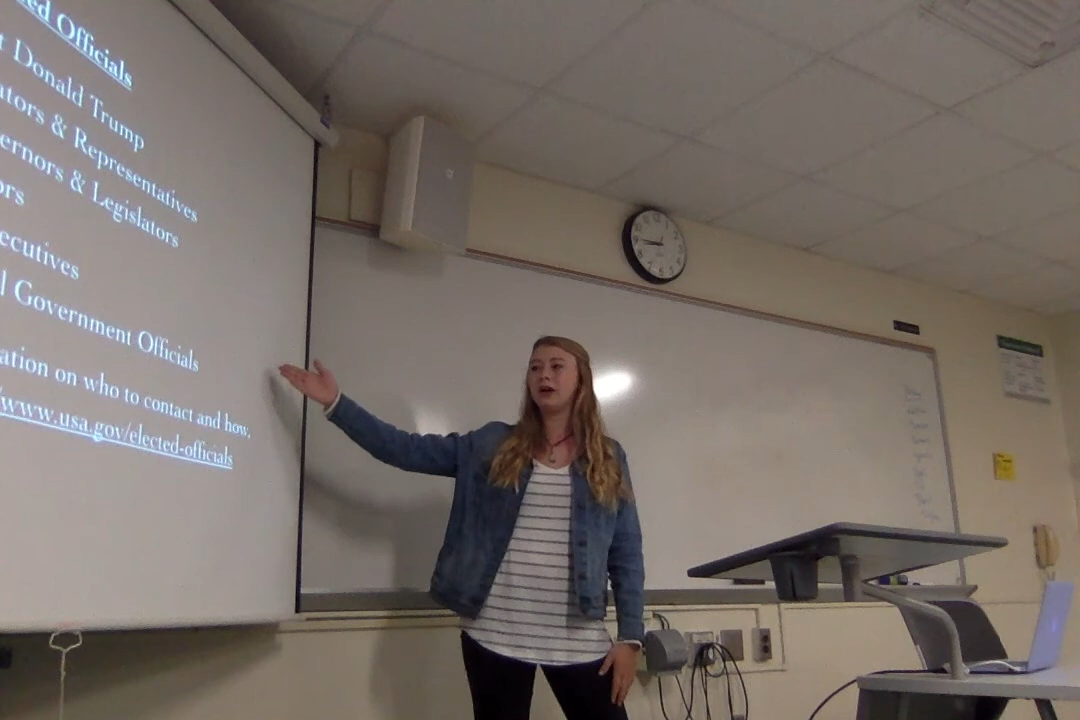 ed Officials
t Donald Trump
ators & Representatives
ernors & Legislators
ors
ecutives
l Government Officials
ation on who to contact and how.
/www.usa.gov/elected-officials